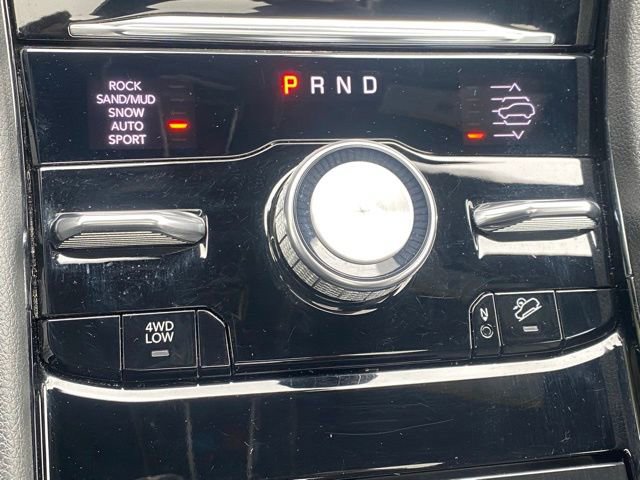 ROCK
SAND/MUD
SNOW
AUTO
SPORT
P R N D
4WD
LOW
N